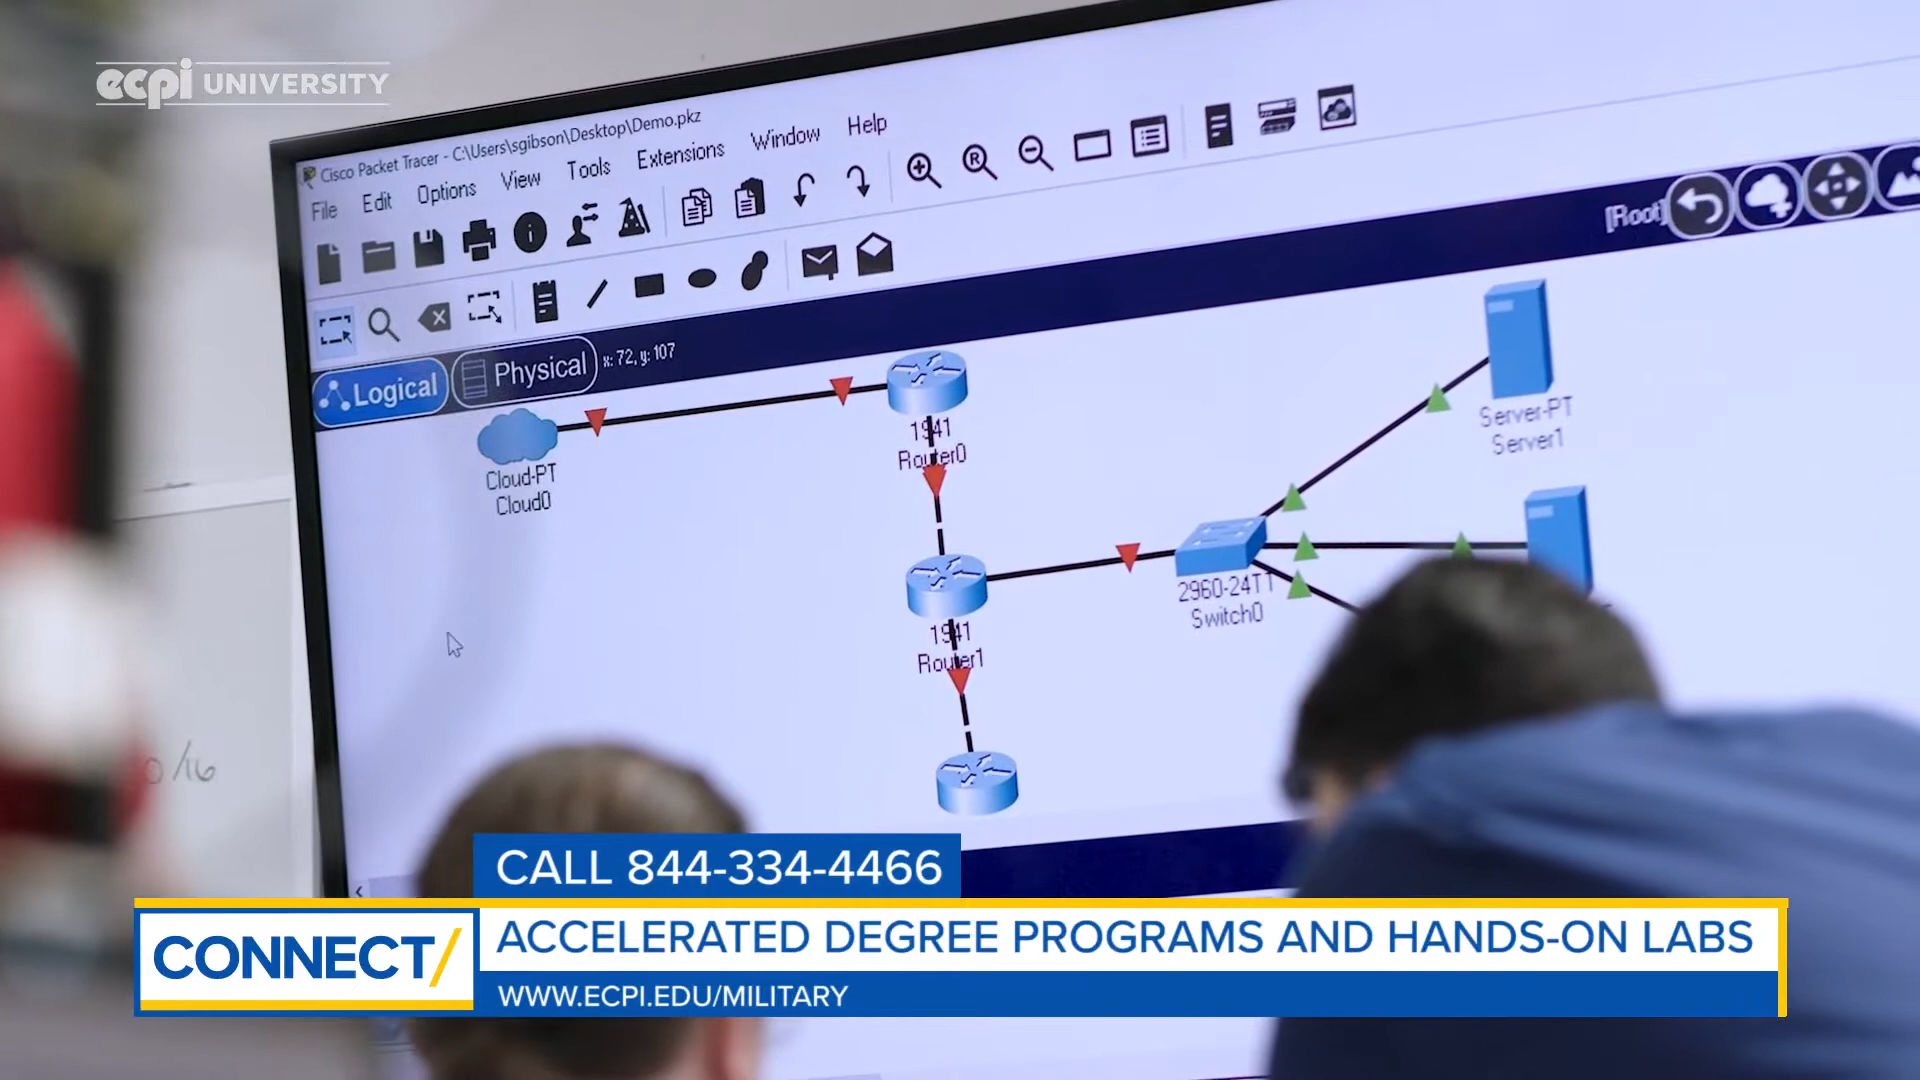 ecpi UNIVERSITY
Cisco Packet Tracer - C:\Users\sgibson\Desktop\Demo.pkz
File Edit Options View Tools Extensions Window Help
[Root]
Logical Physical x: 72, y: 107
1941
Router0
Cloud-PT
Cloud0
Server-PT
Server1
2960-24TT
Switch0
1941
Router1
0/16
CALL 844-334-4466
CONNECT/
ACCELERATED DEGREE PROGRAMS AND HANDS-ON LABS
WWW.ECPI.EDU/MILITARY